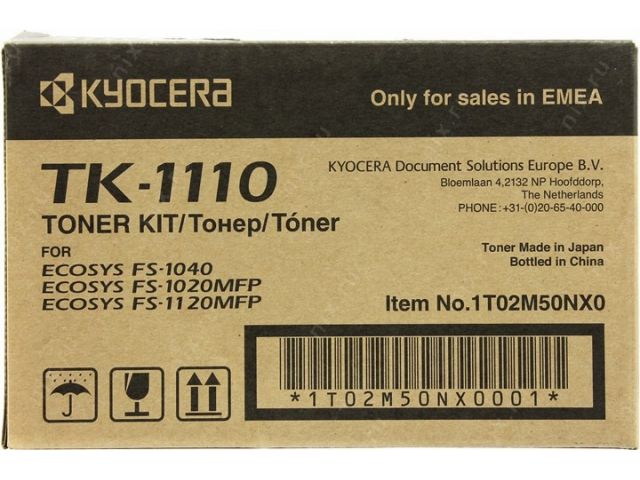 KYOCERA
Only for sales in EMEA
TK-1110
TONER KIT/Тонер/Tóner
FOR
ECOSYS FS-1040
ECOSYS FS-1020MFP
ECOSYS FS-1120MFP
KYOCERA Document Solutions Europe B.V.
Bloemlaan 4,2132 NP Hoofddorp,
The Netherlands
PHONE:+31-(0)20-65-40-000
Toner Made in Japan
Bottled in China
Item No.1T02M50NX0
*1T02M50NX0001*